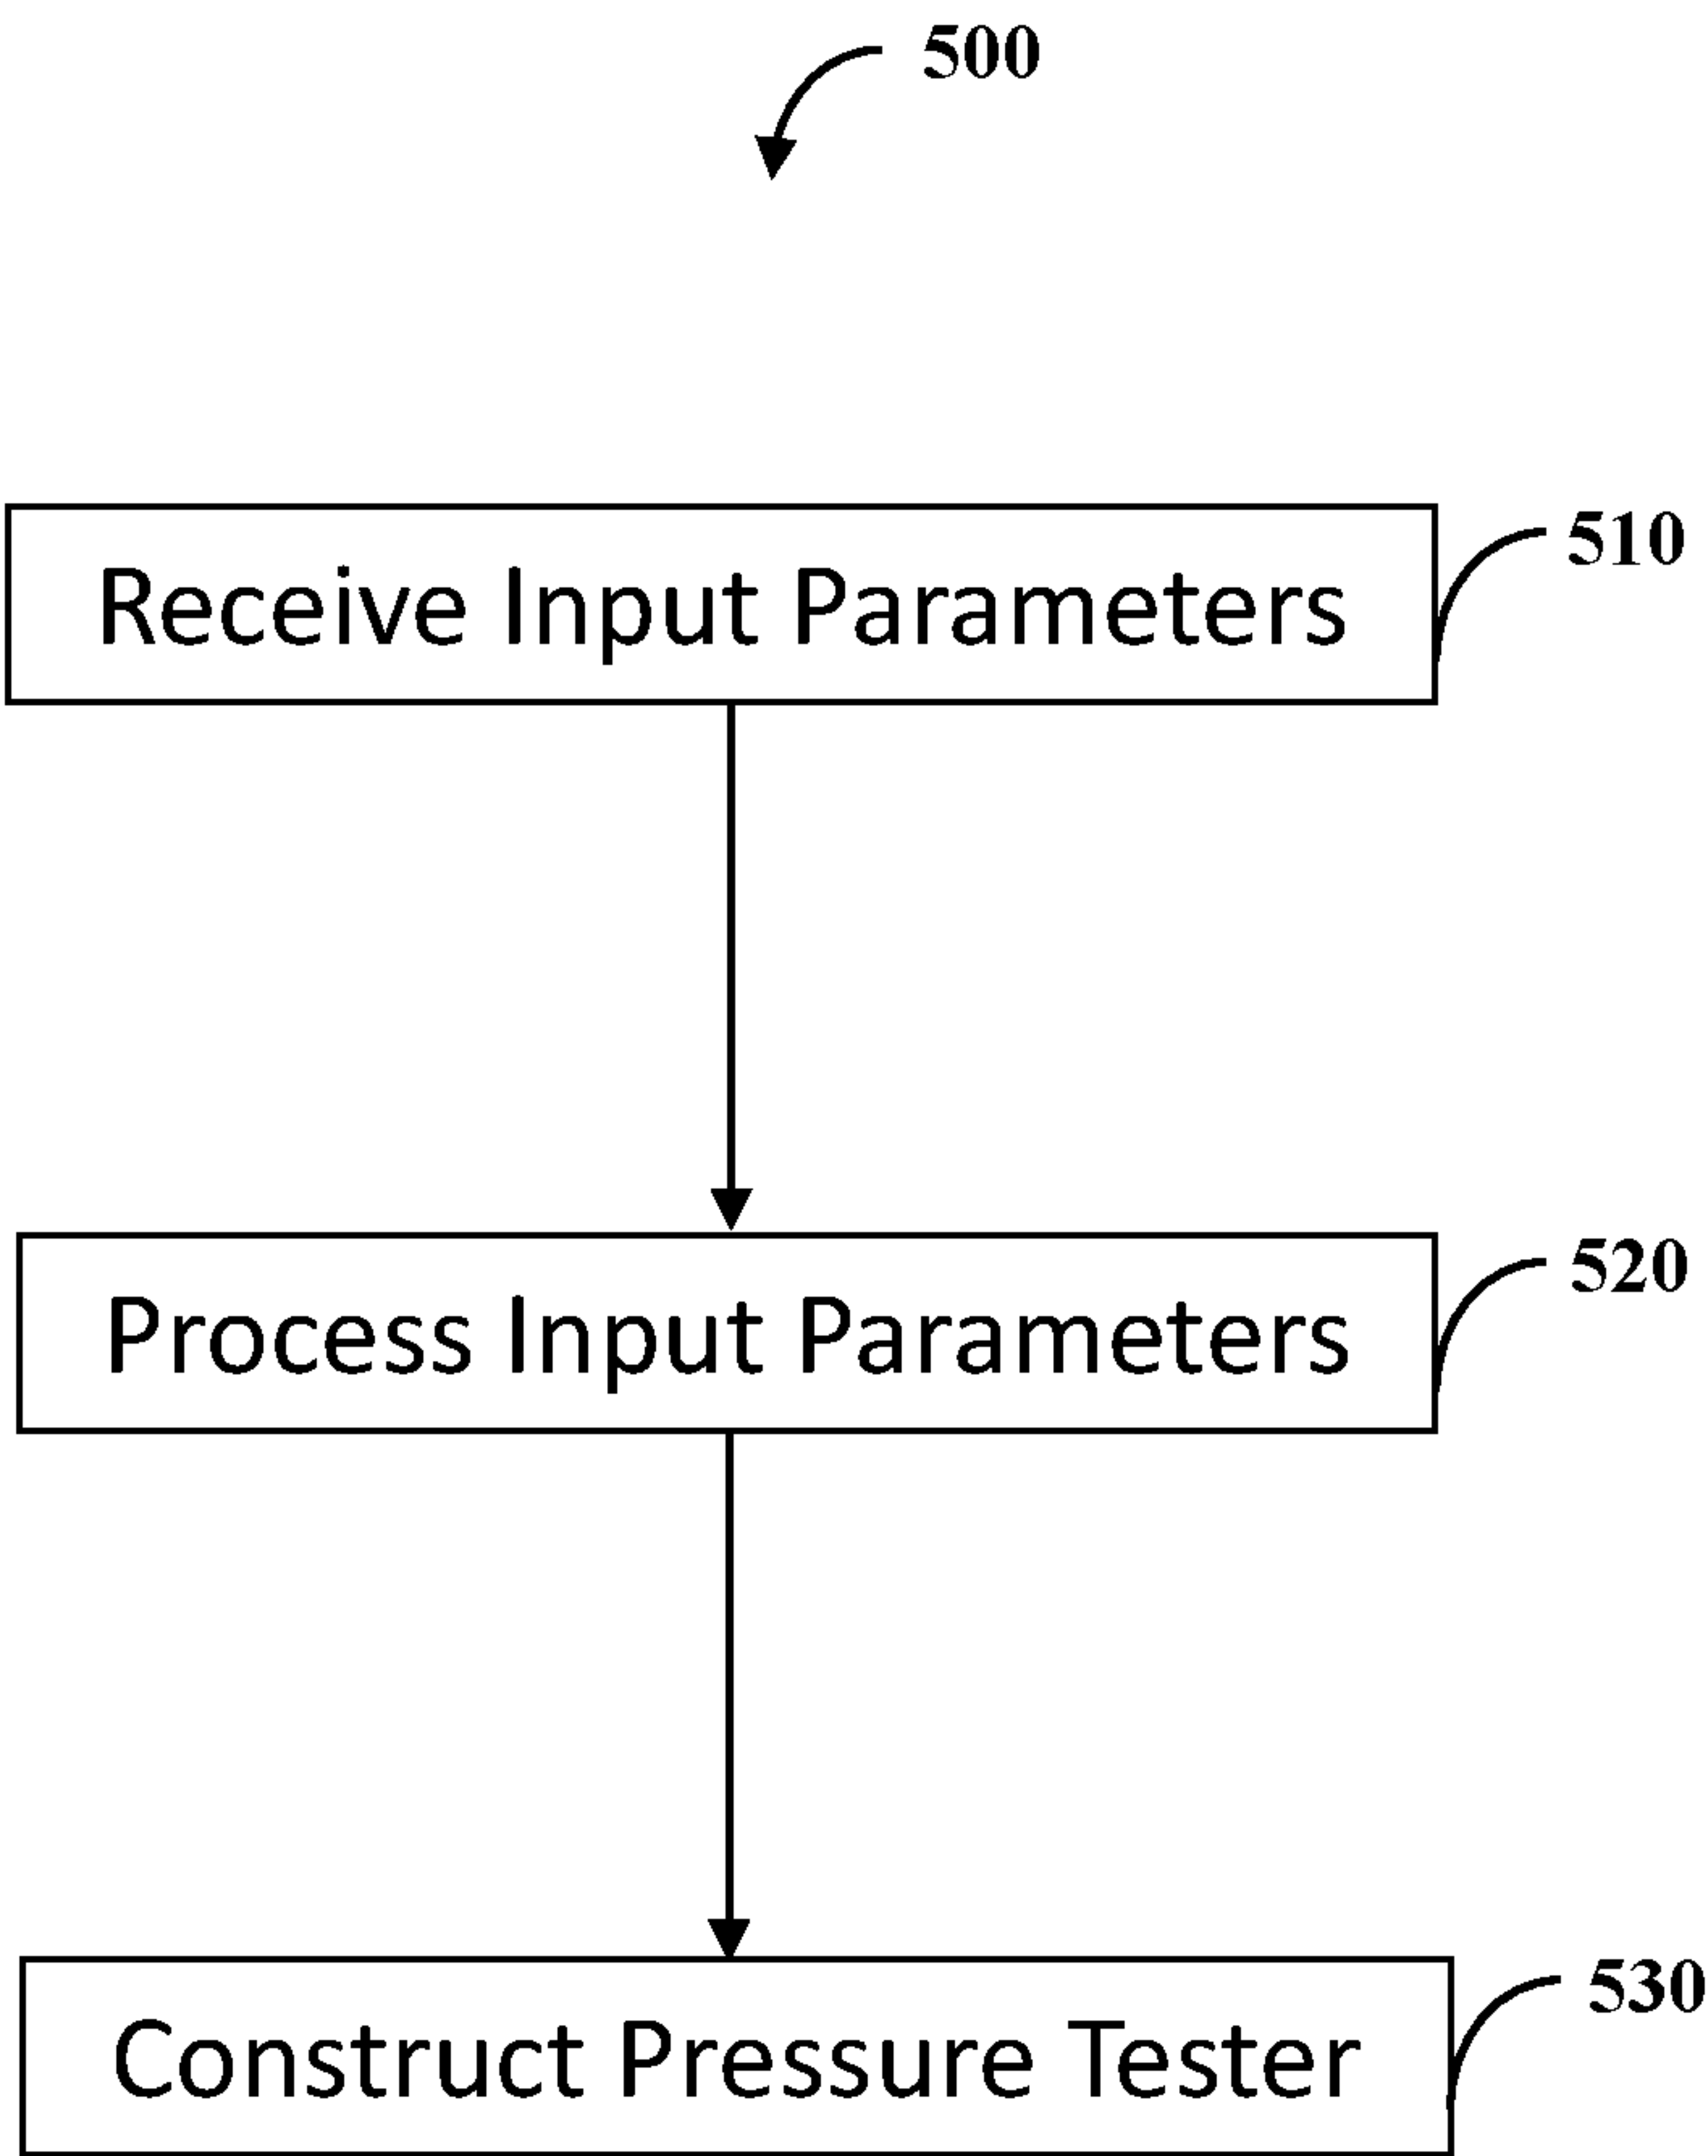 500
Receive Input Parameters
510
Process Input Parameters
520
Construct Pressure Tester
530